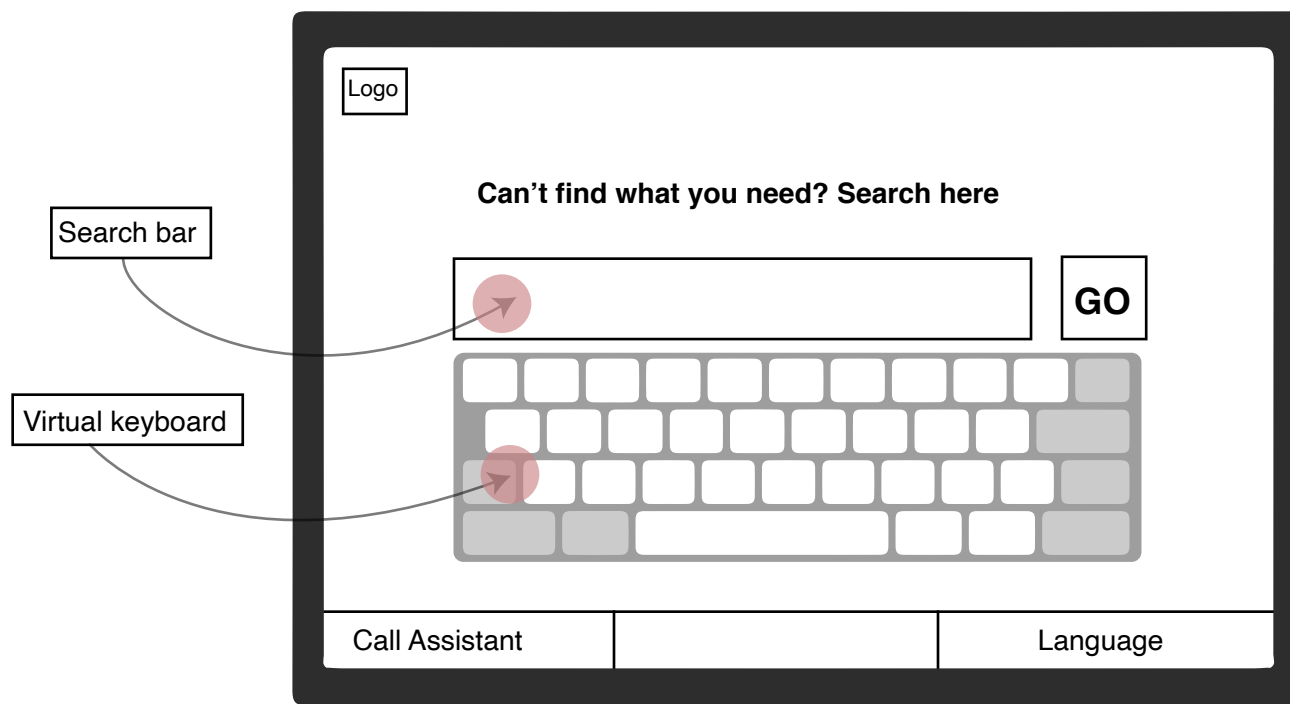 Logo
Can’t find what you need? Search here
Search bar
GO
Virtual keyboard
Call Assistant
Language